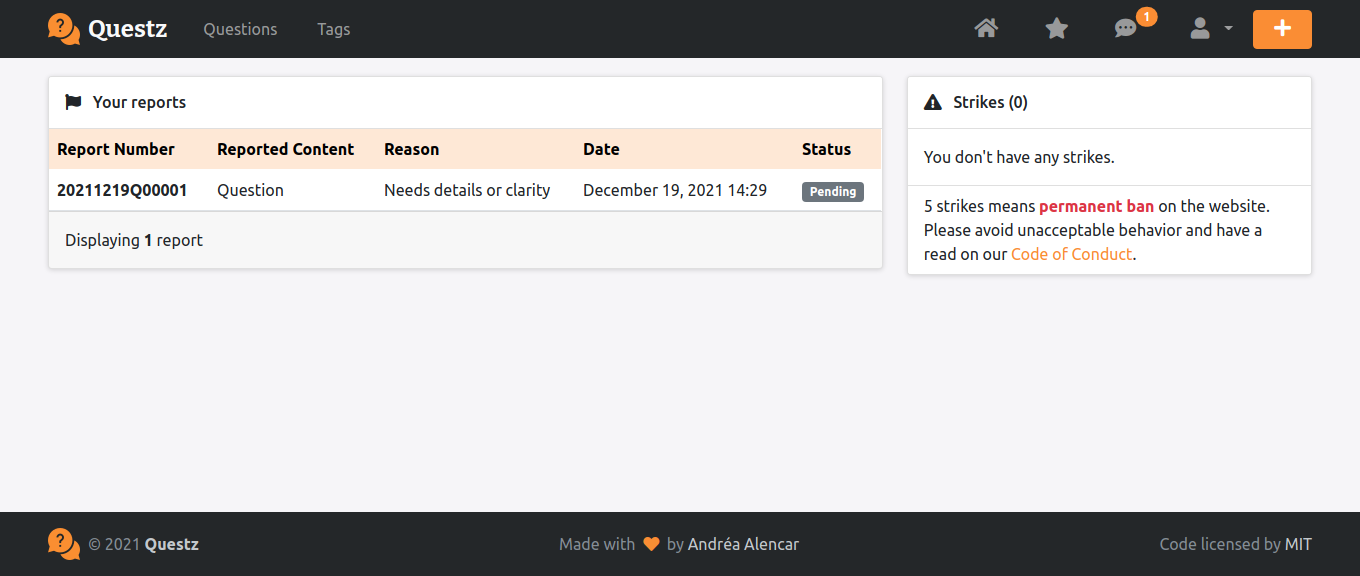 Questz Questions Tags 1
Your reports
Report Number Reported Content Reason Date Status
20211219Q00001 Question Needs details or clarity December 19, 2021 14:29 Pending
Displaying 1 report
Strikes (0)
You don't have any strikes.
5 strikes means permanent ban on the website.
Please avoid unacceptable behavior and have a
read on our Code of Conduct.
© 2021 Questz Made with by Andréa Alencar Code licensed by MIT